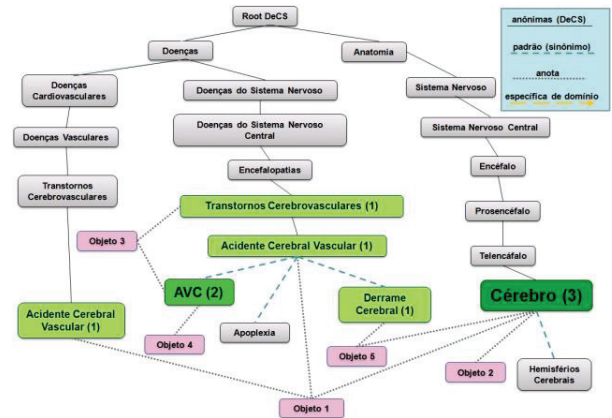 Root DeCS
anônimas (DeCS)
padrão (sinónimo)
anota
específica de domínio
Doenças
Anatomia
Doenças
Cardiovasculares
Doenças do Sistema Nervoso
Sistema Nervoso
Doenças Vasculares
Doenças do Sistema Nervoso
Central
Sistema Nervoso Central
Encefalopatias
Encéfalo
Transtornos
Cerebrovasculares
Transtornos Cerebrovasculares (1)
Prosencéfalo
Objeto 3
Acidente Cerebral Vascular (1)
Telencáfalo
AVC (2)
Derrame
Cerebral (1)
Cérebro (3)
Acidente Cerebral
Vascular (1)
Apoplexia
Objeto 4
Objeto 5
Objeto 2
Hemisférios
Cerebrais
Objeto 1